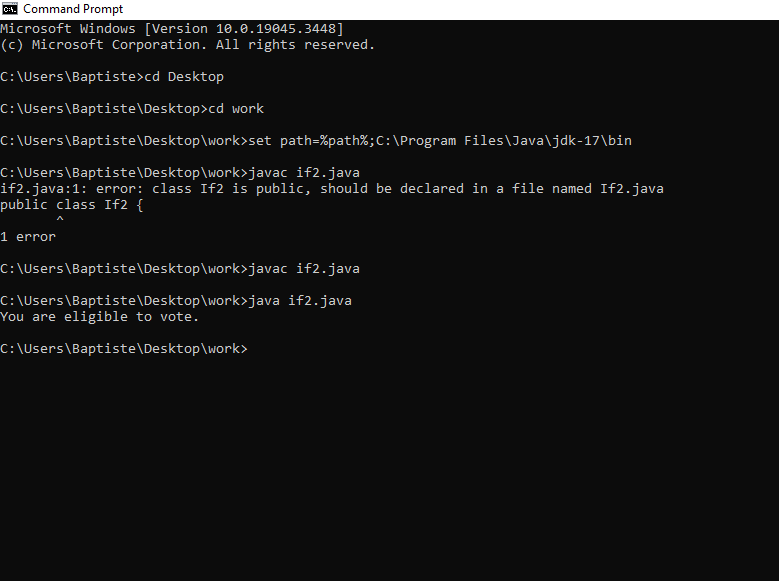 Command Prompt
Microsoft Windows [Version 10.0.19045.3448]
(c) Microsoft Corporation. All rights reserved.
C:\Users\Baptiste>cd Desktop
C:\Users\Baptiste\Desktop>cd work
C:\Users\Baptiste\Desktop\work>set path=%path%;C:\Program Files\Java\jdk-17\bin
C:\Users\Baptiste\Desktop\work>javac if2.java
if2.java:1: error: class If2 is public, should be declared in a file named If2.java
public class If2 {
       ^
1 error
C:\Users\Baptiste\Desktop\work>javac if2.java
C:\Users\Baptiste\Desktop\work>java if2.java
You are eligible to vote.
C:\Users\Baptiste\Desktop\work>